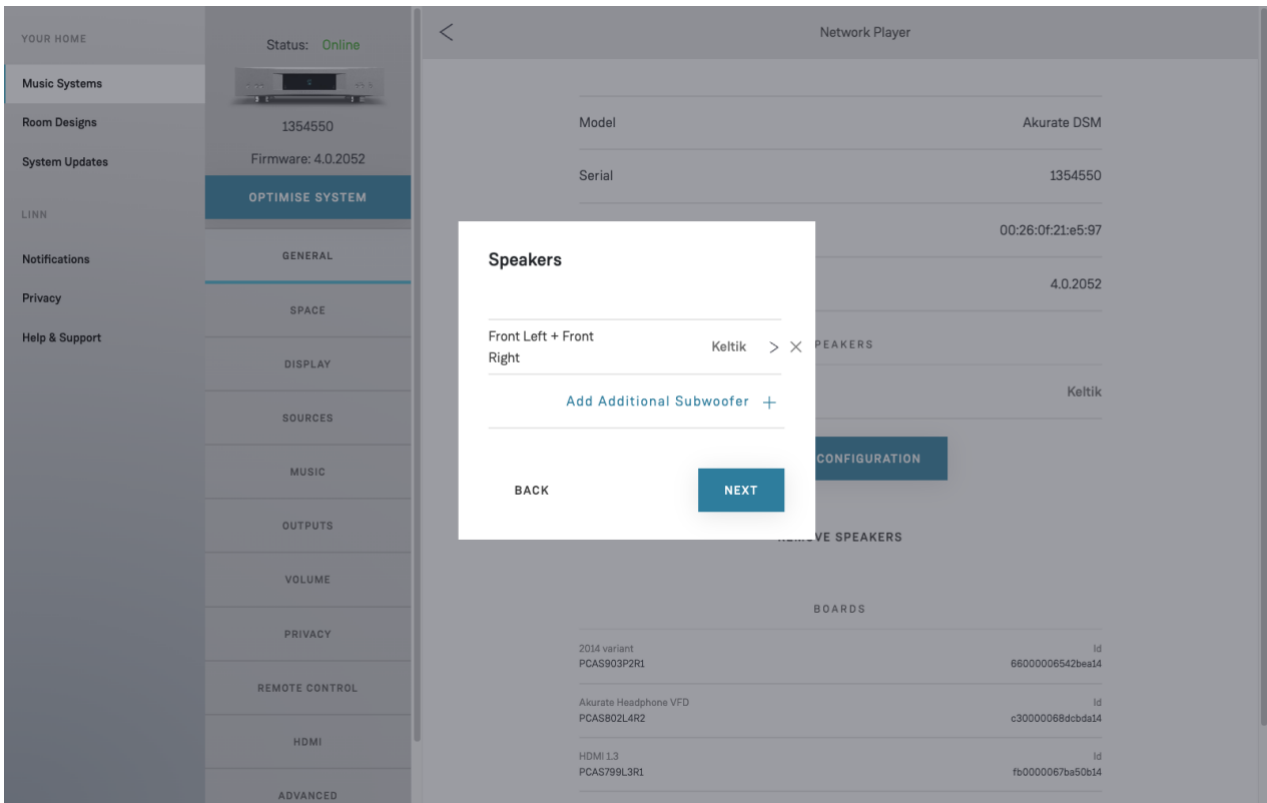 YOUR HOME
Music Systems
Room Designs
System Updates
LINN
Notifications
Privacy
Help & Support
Status: Online
1354550
Firmware: 4.0.2052
OPTIMISE SYSTEM
GENERAL
SPACE
DISPLAY
SOURCES
MUSIC
OUTPUTS
VOLUME
PRIVACY
REMOTE CONTROL
HDMI
ADVANCED
Network Player
Model Akurate DSM
Serial 1354550
00:26:0f:21:e5:97
4.0.2052
PEAKERS
Keltik
CONFIGURATION
VE SPEAKERS
Speakers
Front Left + Front
Right
Keltik
Add Additional Subwoofer +
BACK
NEXT
BOARDS
2014 variant Id
PCAS903P2R1 66000006542bea14
Akurate Headphone VFD Id
PCAS802L4R2 c30000068dcbda14
HDMI 1.3 Id
PCAS799L3R1 fb0000067ba50b14